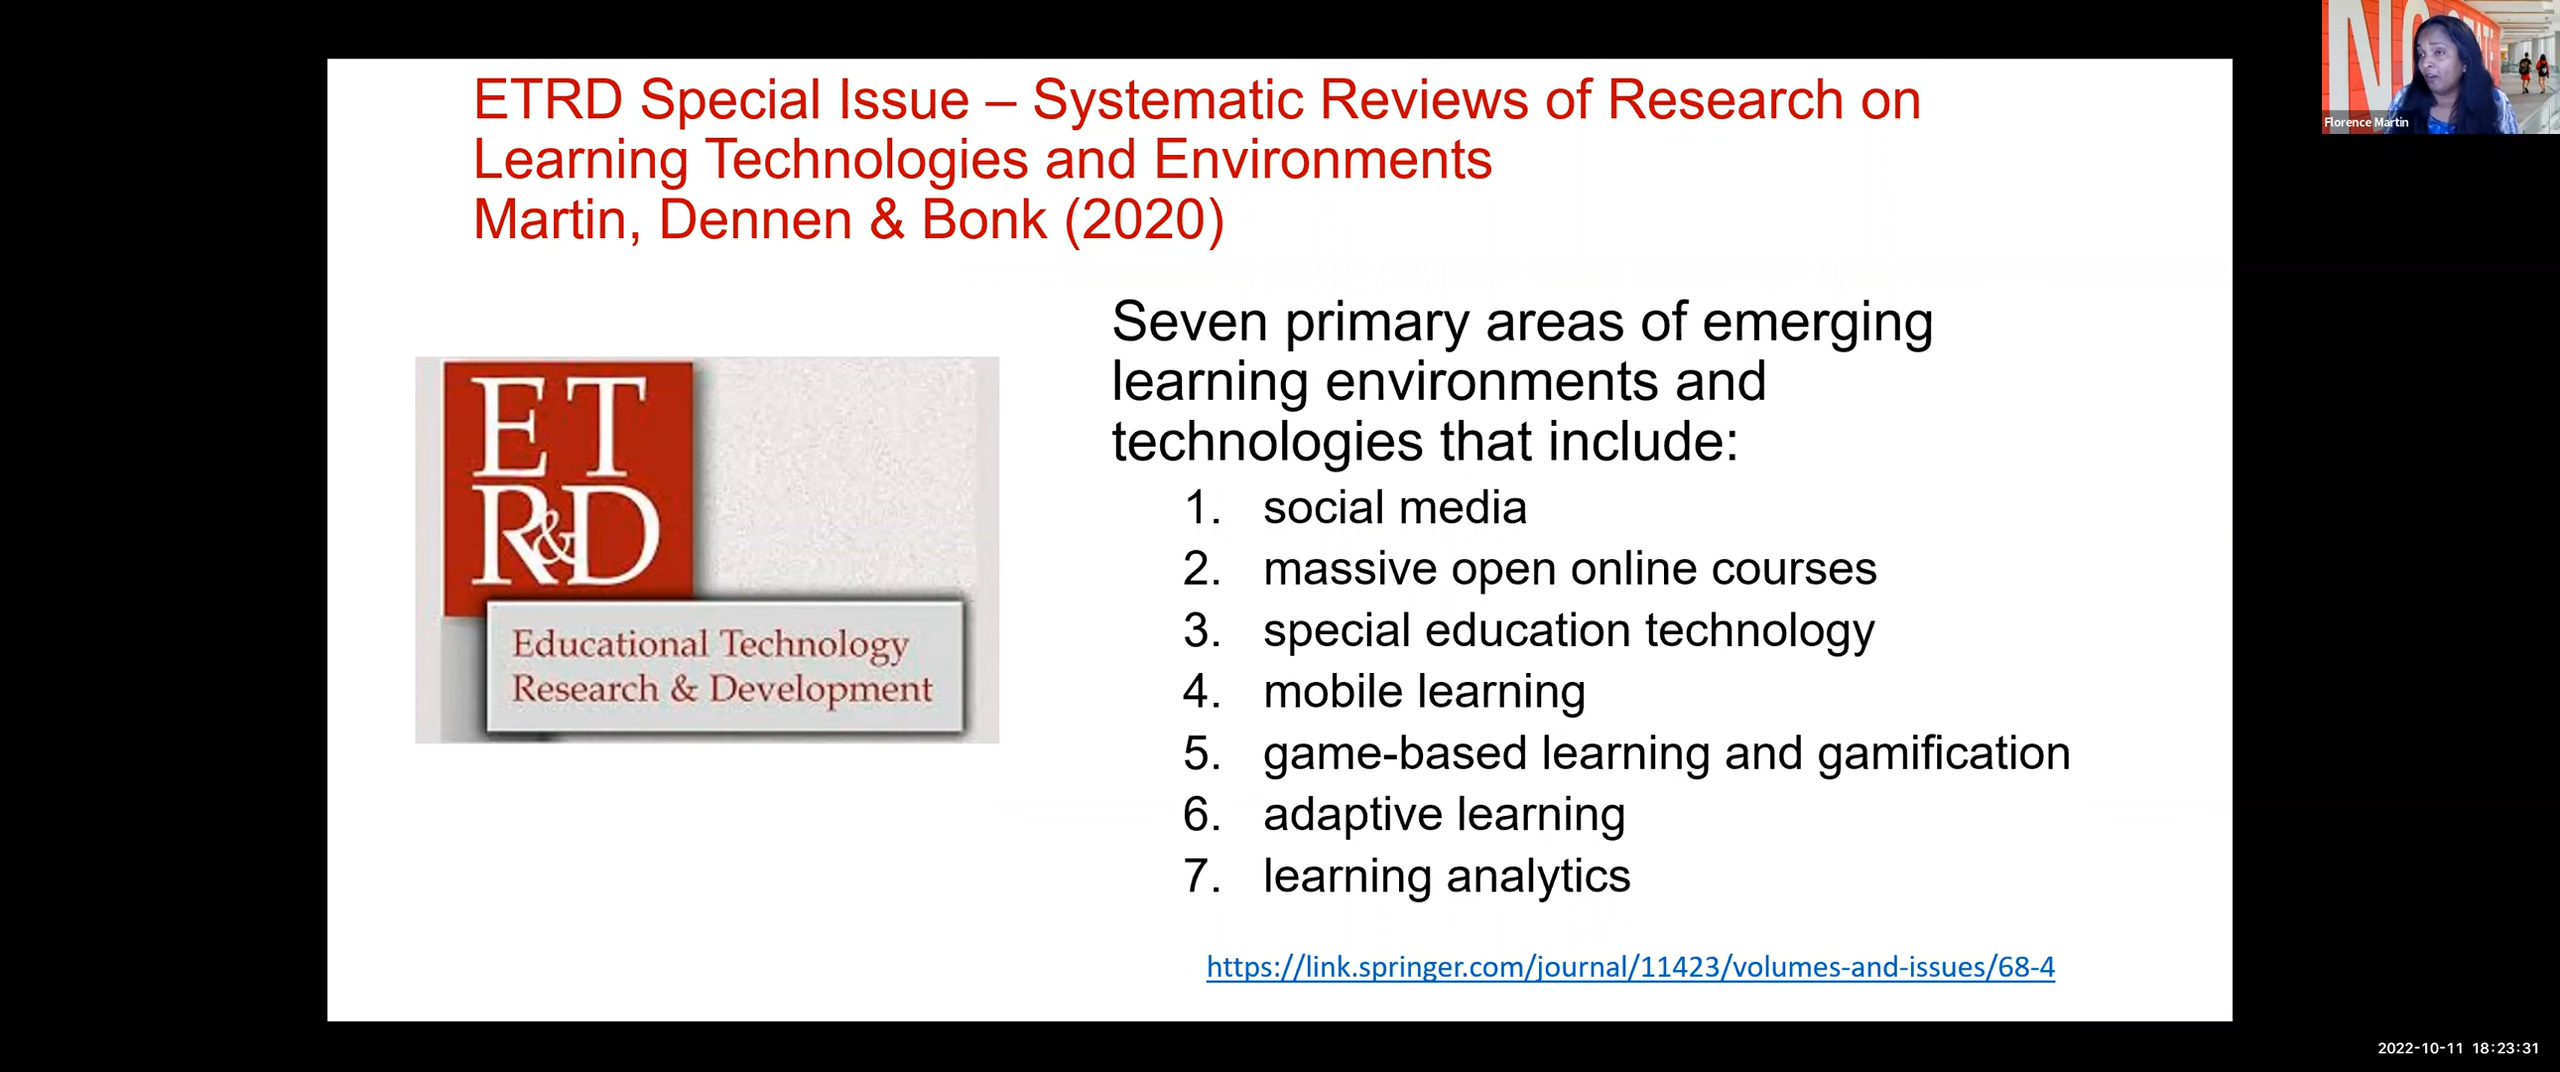 ETRD Special Issue – Systematic Reviews of Research on
Learning Technologies and Environments
Martin, Dennen & Bonk (2020)
ET
R&D
Educational Technology
Research & Development
Seven primary areas of emerging
learning environments and
technologies that include:
1. social media
2. massive open online courses
3. special education technology
4. mobile learning
5. game-based learning and gamification
6. adaptive learning
7. learning analytics
https://link.springer.com/journal/11423/volumes-and-issues/68-4
Florence Martin
2022-10-11 18:23:31